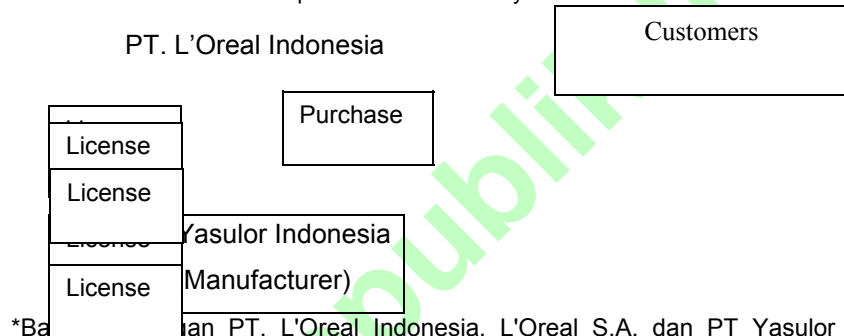 PT. L'Oreal Indonesia
Customers
Purchase
License
License
License
Yasulor Indonesia
Manufacturer)
License
*Ba an PT. L'Oreal Indonesia, L'Oreal S.A. dan PT Yasulor